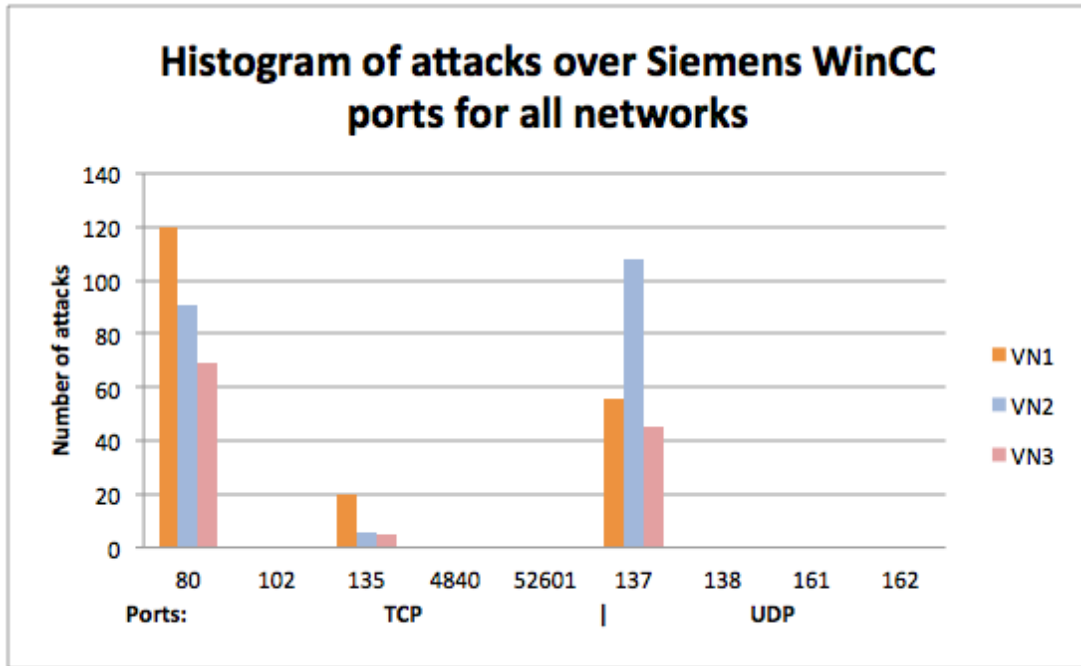 Histogram of attacks over Siemens WinCC
ports for all networks
140
120
100
80
60
40
20
0
Number of attacks
80 102 135 4840 52601 137 138 161 162
Ports: TCP | UDP
VN1
VN2
VN3